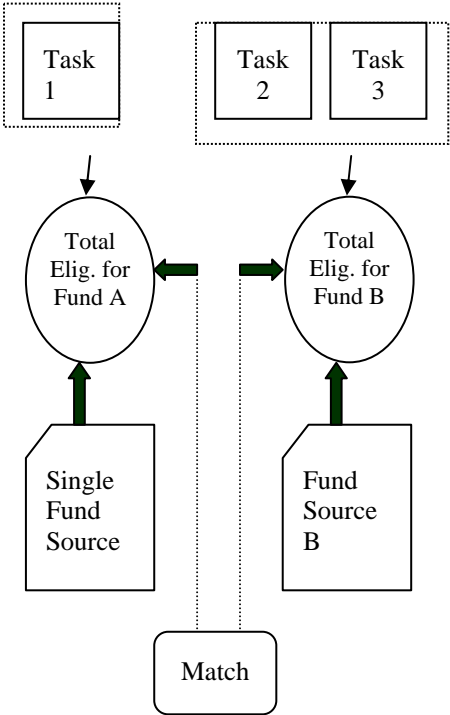 Task
1
Task
2
Task
3
Total
Elig. for
Fund A
Total
Elig. for
Fund B
Single
Fund
Source
Fund
Source
B
Match